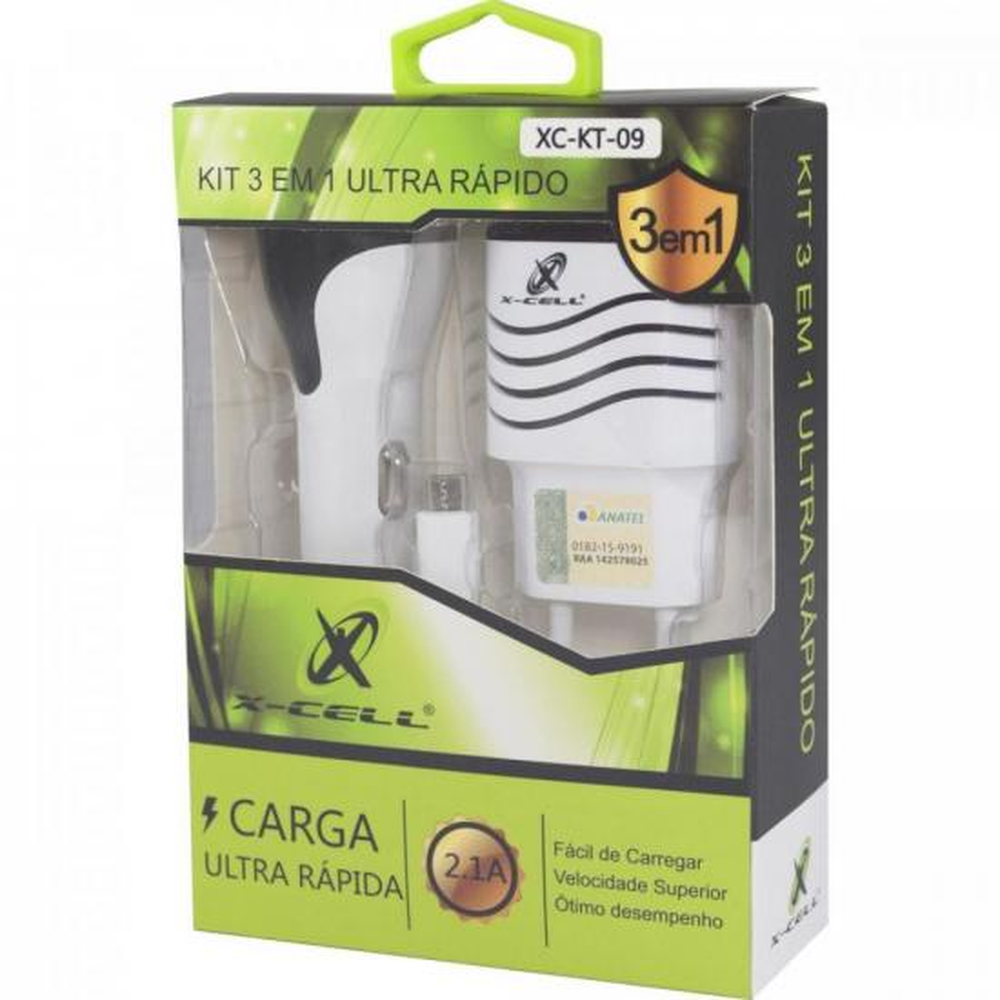 XC-KT-09
KIT 3 EM 1 ULTRA RÁPIDO
3em1
X-CELL®
ANATEL
0182-15-9191
X-CELL®
CARGA
ULTRA RÁPIDA
2.1A
Fácil de Carregar
Velocidade Superior
Ótimo desempenho
KIT 3 EM 1 ULTRA RÁPIDO
X-CELL